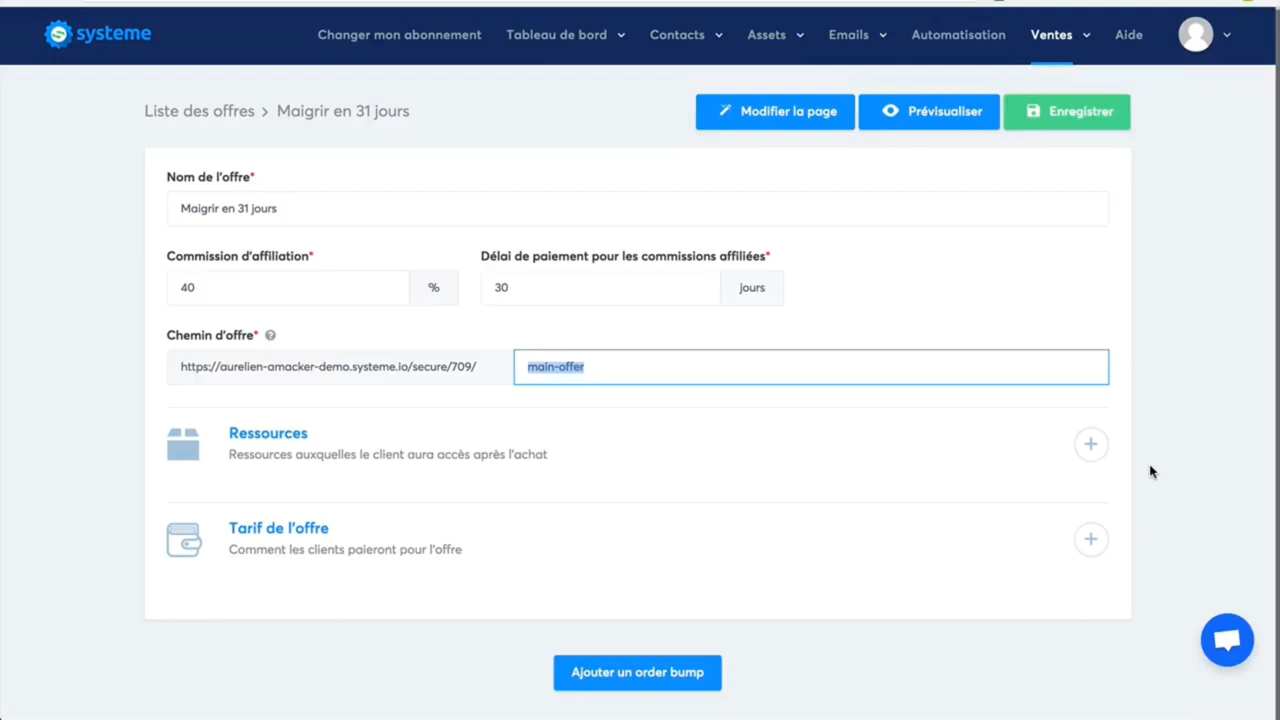 systeme
Changer mon abonnement
Tableau de bord
Contacts
Assets
Emails
Automatisation
Ventes
Aide
Liste des offres > Maigrir en 31 jours
Modifier la page
Prévisualiser
Enregistrer
Nom de l'offre*
Maigrir en 31 jours
Commission d'affiliation*
Délai de paiement pour les commissions affiliées*
40 %
30 jours
Chemin d'offre* ?
https://aurelien-amacker-demo.systeme.io/secure/709/ main-offer
Ressources
Ressources auxquelles le client aura accès après l'achat
Tarif de l'offre
Comment les clients paieront pour l'offre
Ajouter un order bump